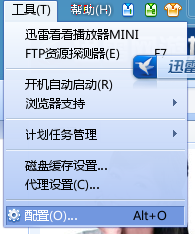 工具(T) 帮助(H)
迅雷看看播放器MINI
FTP资源探测器(E) F7
迅雷
开机自动启动(R)
浏览器支持
计划任务管理
磁盘缓存设置...
代理设置(C)...
配置(O)... Alt+O